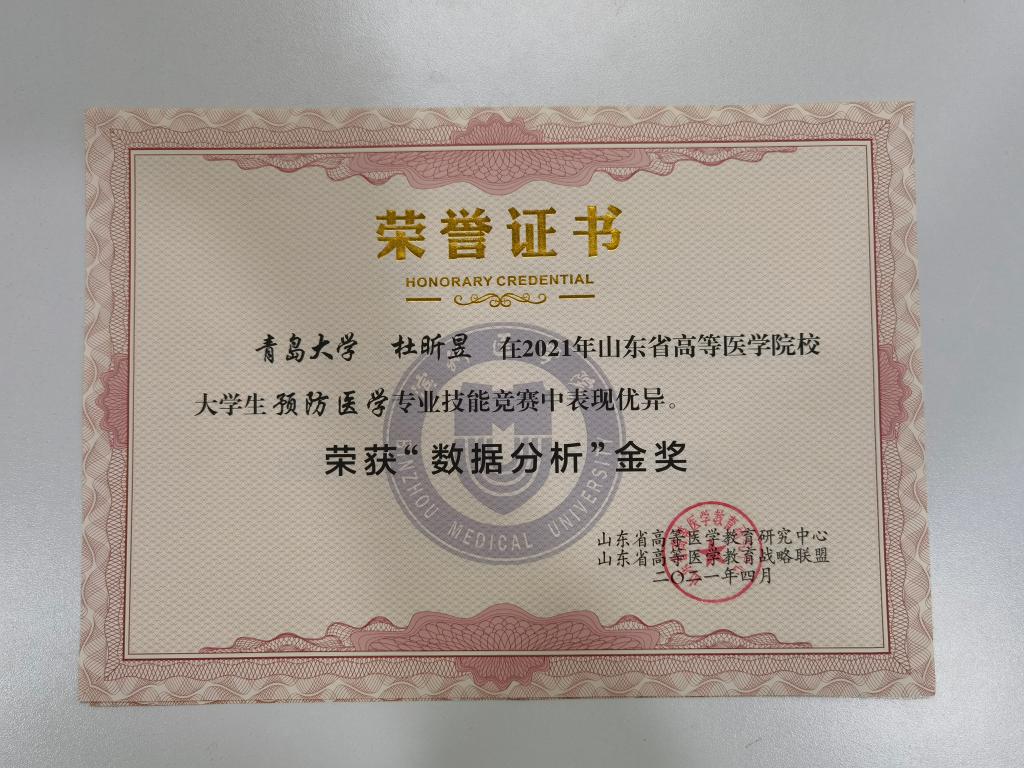 荣誉证书
HONORARY CREDENTIAL
青岛大学 杜昕昱 在2021年山东省高等医学院校
大学生预防医学专业技能竞赛中表现优异。
荣获“数据分析”金奖
BINZHOU MEDICAL UNIVERSITY
山东省高等医学教育研究中心
山东省高等医学教育战略联盟
二〇二一年四月